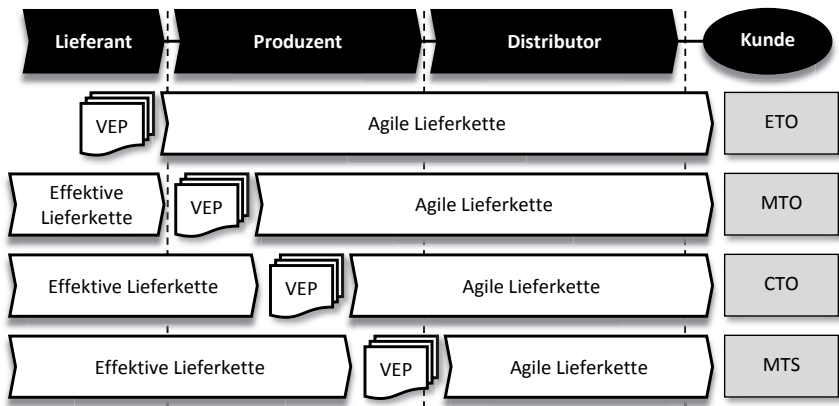 Lieferant
Produzent
Distributor
Kunde
VEP
Agile Lieferkette
ETO
Effektive
Lieferkette
VEP
Agile Lieferkette
MTO
Effektive Lieferkette
VEP
Agile Lieferkette
CTO
Effektive Lieferkette
VEP
Agile Lieferkette
MTS